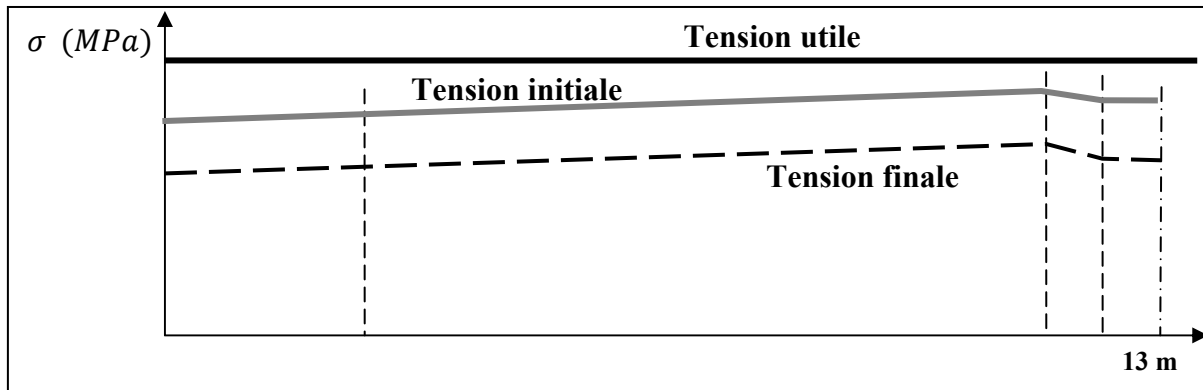 σ (MPa)
Tension utile
Tension initiale
Tension finale
13 m